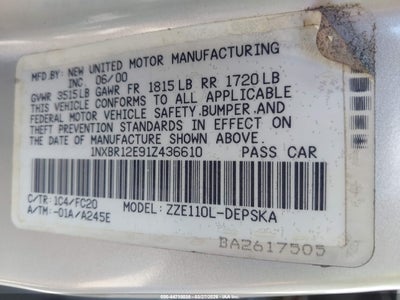 MFD.BY: NEW UNITED MOTOR MANUFACTURING
INC 06/00
GVWR 3515LB GAWR FR 1815LB RR 1720LB
THIS VEHICLE CONFORMS TO ALL APPLICABLE
FEDERAL MOTOR VEHICLE SAFETY.BUMPER,AND
THEFT PREVENTION STANDARDS IN EFFECT ON
THE DATE OF MANUFACTURE SHOWN ABOVE.
1NXBR12E91Z436610 PASS CAR
C/TR: 1C4/FC20
A/TM: -01A/A245E
MODEL: ZZE110L-DEPSKA
BA2617505